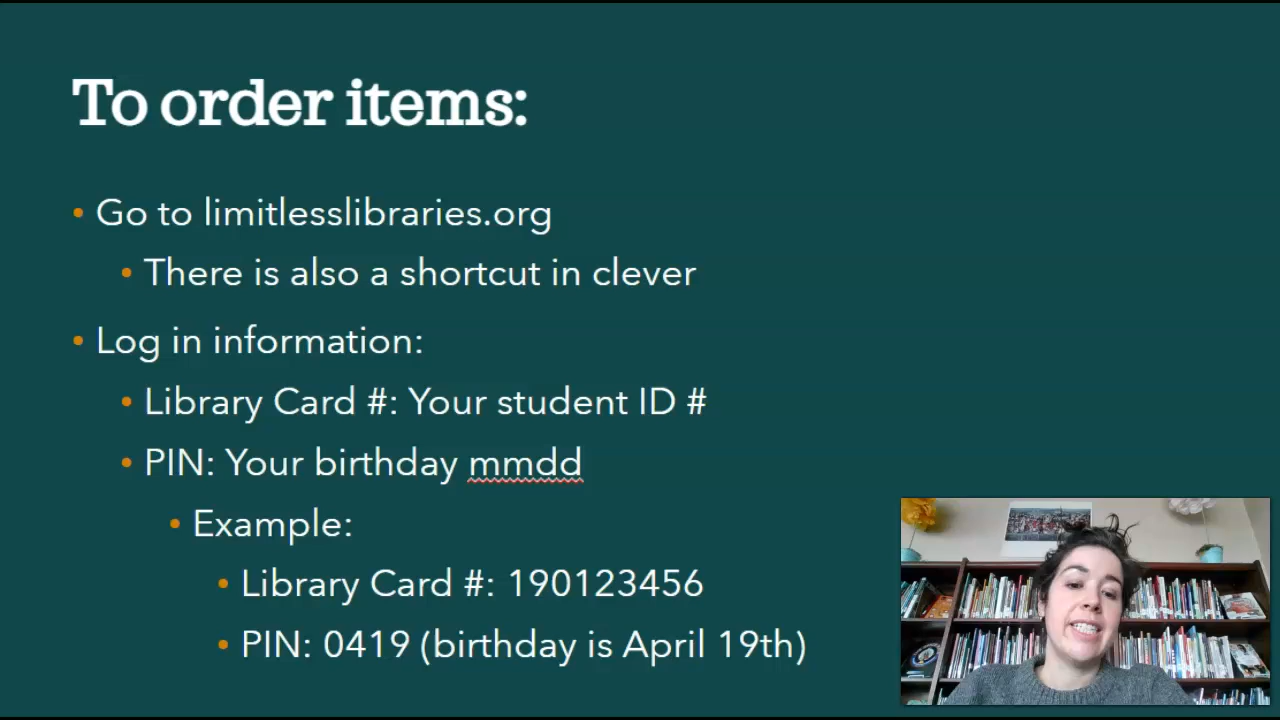 To order items:
• Go to limitlesslibraries.org
• There is also a shortcut in clever
• Log in information:
• Library Card #: Your student ID #
• PIN: Your birthday mmdd
• Example:
• Library Card #: 190123456
• PIN: 0419 (birthday is April 19th)